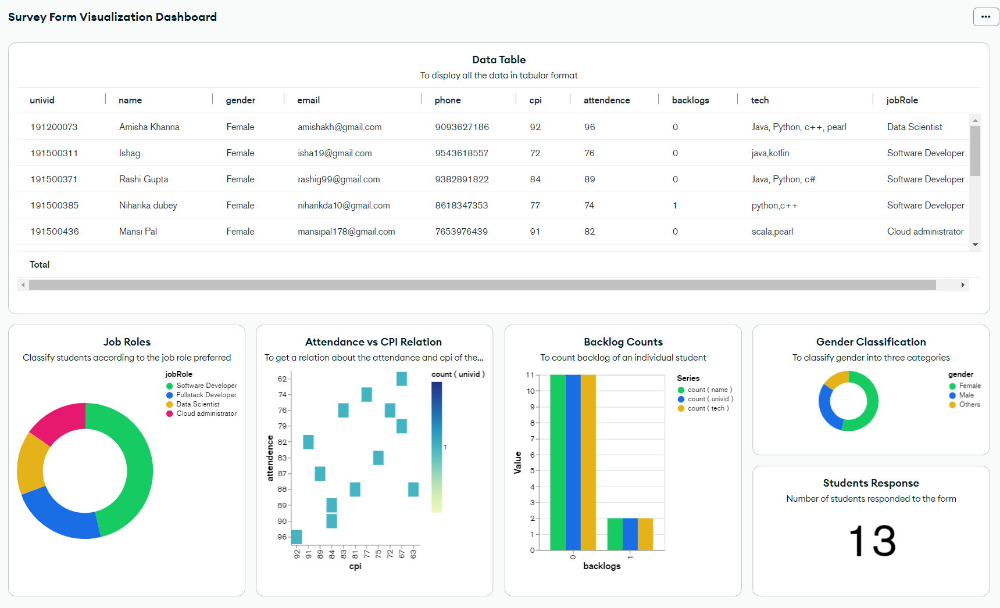 Survey Form Visualization Dashboard
•••
Data Table
To display all the data in tabular format
univid name gender email phone cpi attendence backlogs tech jobRole
191200073 Amisha Khanna Female amishakh@gmail.com 9093627186 92 96 0 Java, Python, c++, pearl Data Scientist
191500311 Ishag Female isha19@gmail.com 9543618557 72 76 0 java,kotlin Software Developer
191500371 Rashi Gupta Female rashig99@gmail.com 9382891822 84 89 0 Java, Python, c# Software Developer
191500385 Niharika dubey Female niharikda10@gmail.com 8618347353 77 74 1 python,c++ Software Developer
191500436 Mansi Pal Female mansipal178@gmail.com 7653976439 91 82 0 scala,pearl Cloud administrator
Total
Job Roles
Classify students according to the job role preferred
jobRole
Software Developer
Fullstack Developer
Data Scientist
Cloud administrator
Attendance vs CPI Relation
To get a relation about the attendance and cpi of the...
count ( univid )
1
attendence
62
74
76
79
82
83
87
88
89
90
96
92 91 89 84 83 81 77 75 72 67 63
cpi
Backlog Counts
To count backlog of an individual student
Series
count ( name )
count ( univid )
count ( tech )
Value
11
10
9
8
7
6
5
4
3
2
1
0
0 1
backlogs
Gender Classification
To classify gender into three categories
gender
Female
Male
Others
Students Response
Number of students responded to the form
13